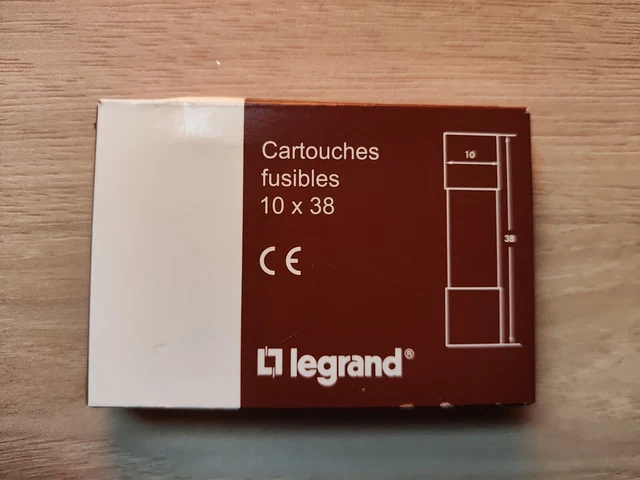 Cartouches
fusibles
10 x 38
CE
legrand®
10
38